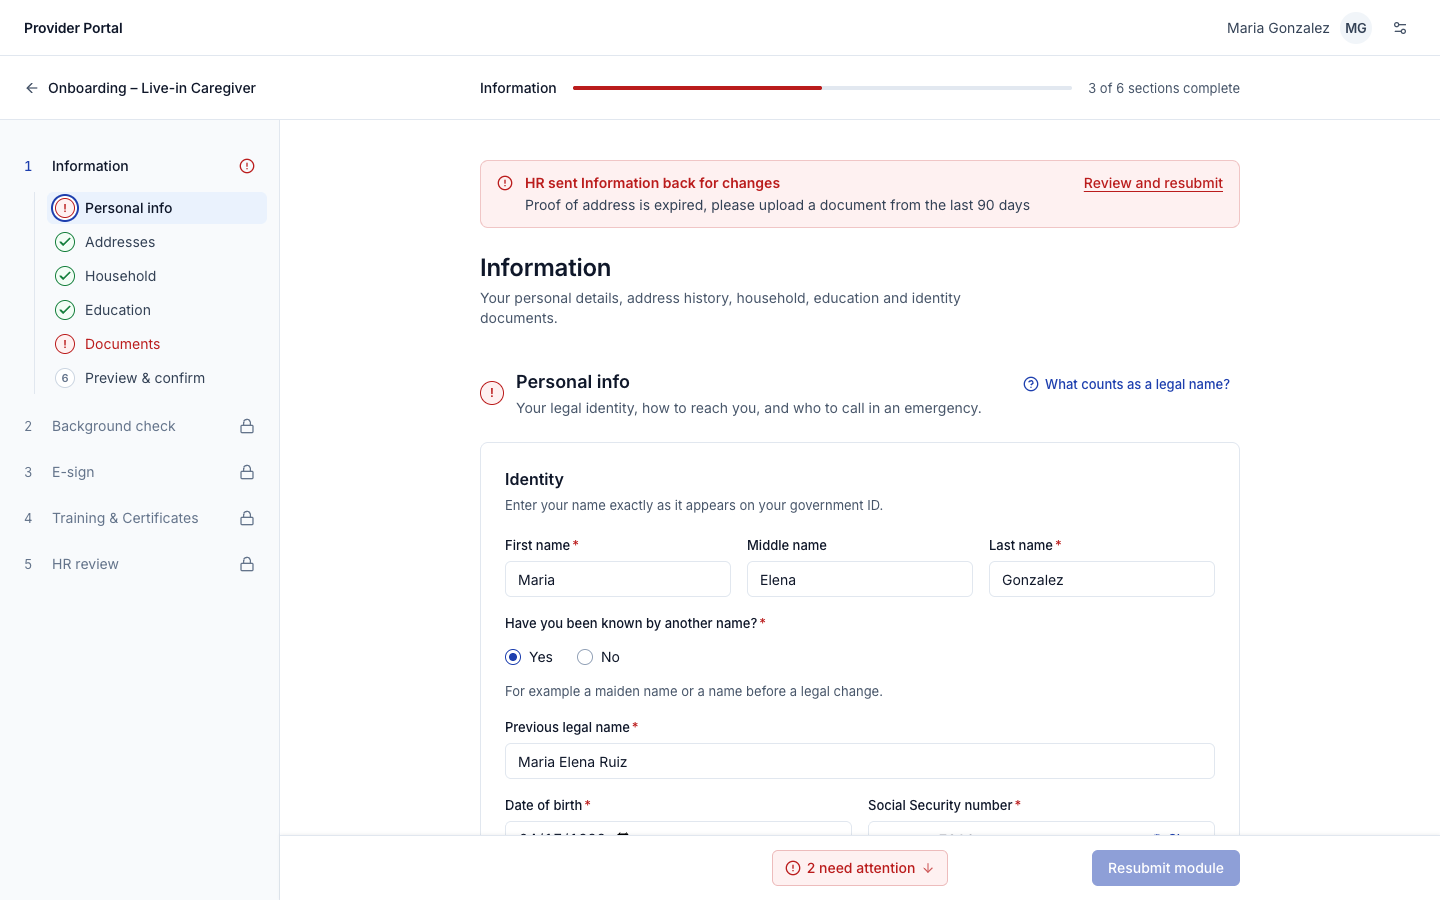 Provider Portal
Maria Gonzalez
MG
Onboarding – Live-in Caregiver
Information
3 of 6 sections complete
1 Information
Personal info
Addresses
Household
Education
Documents
6 Preview & confirm
2 Background check
3 E-sign
4 Training & Certificates
5 HR review
HR sent Information back for changes
Review and resubmit
Proof of address is expired, please upload a document from the last 90 days
Information
Your personal details, address history, household, education and identity
documents.
Personal info
What counts as a legal name?
Your legal identity, how to reach you, and who to call in an emergency.
Identity
Enter your name exactly as it appears on your government ID.
First name *
Middle name
Last name *
Maria
Elena
Gonzalez
Have you been known by another name? *
Yes
No
For example a maiden name or a name before a legal change.
Previous legal name *
Maria Elena Ruiz
Date of birth *
Social Security number *
2 need attention
Resubmit module